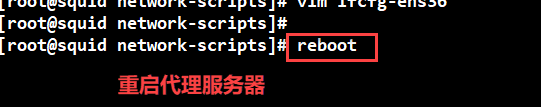 [root@squid network-scripts]# vim ifcfg-ens36
[root@squid network-scripts]#
[root@squid network-scripts]# reboot
重启代理服务器